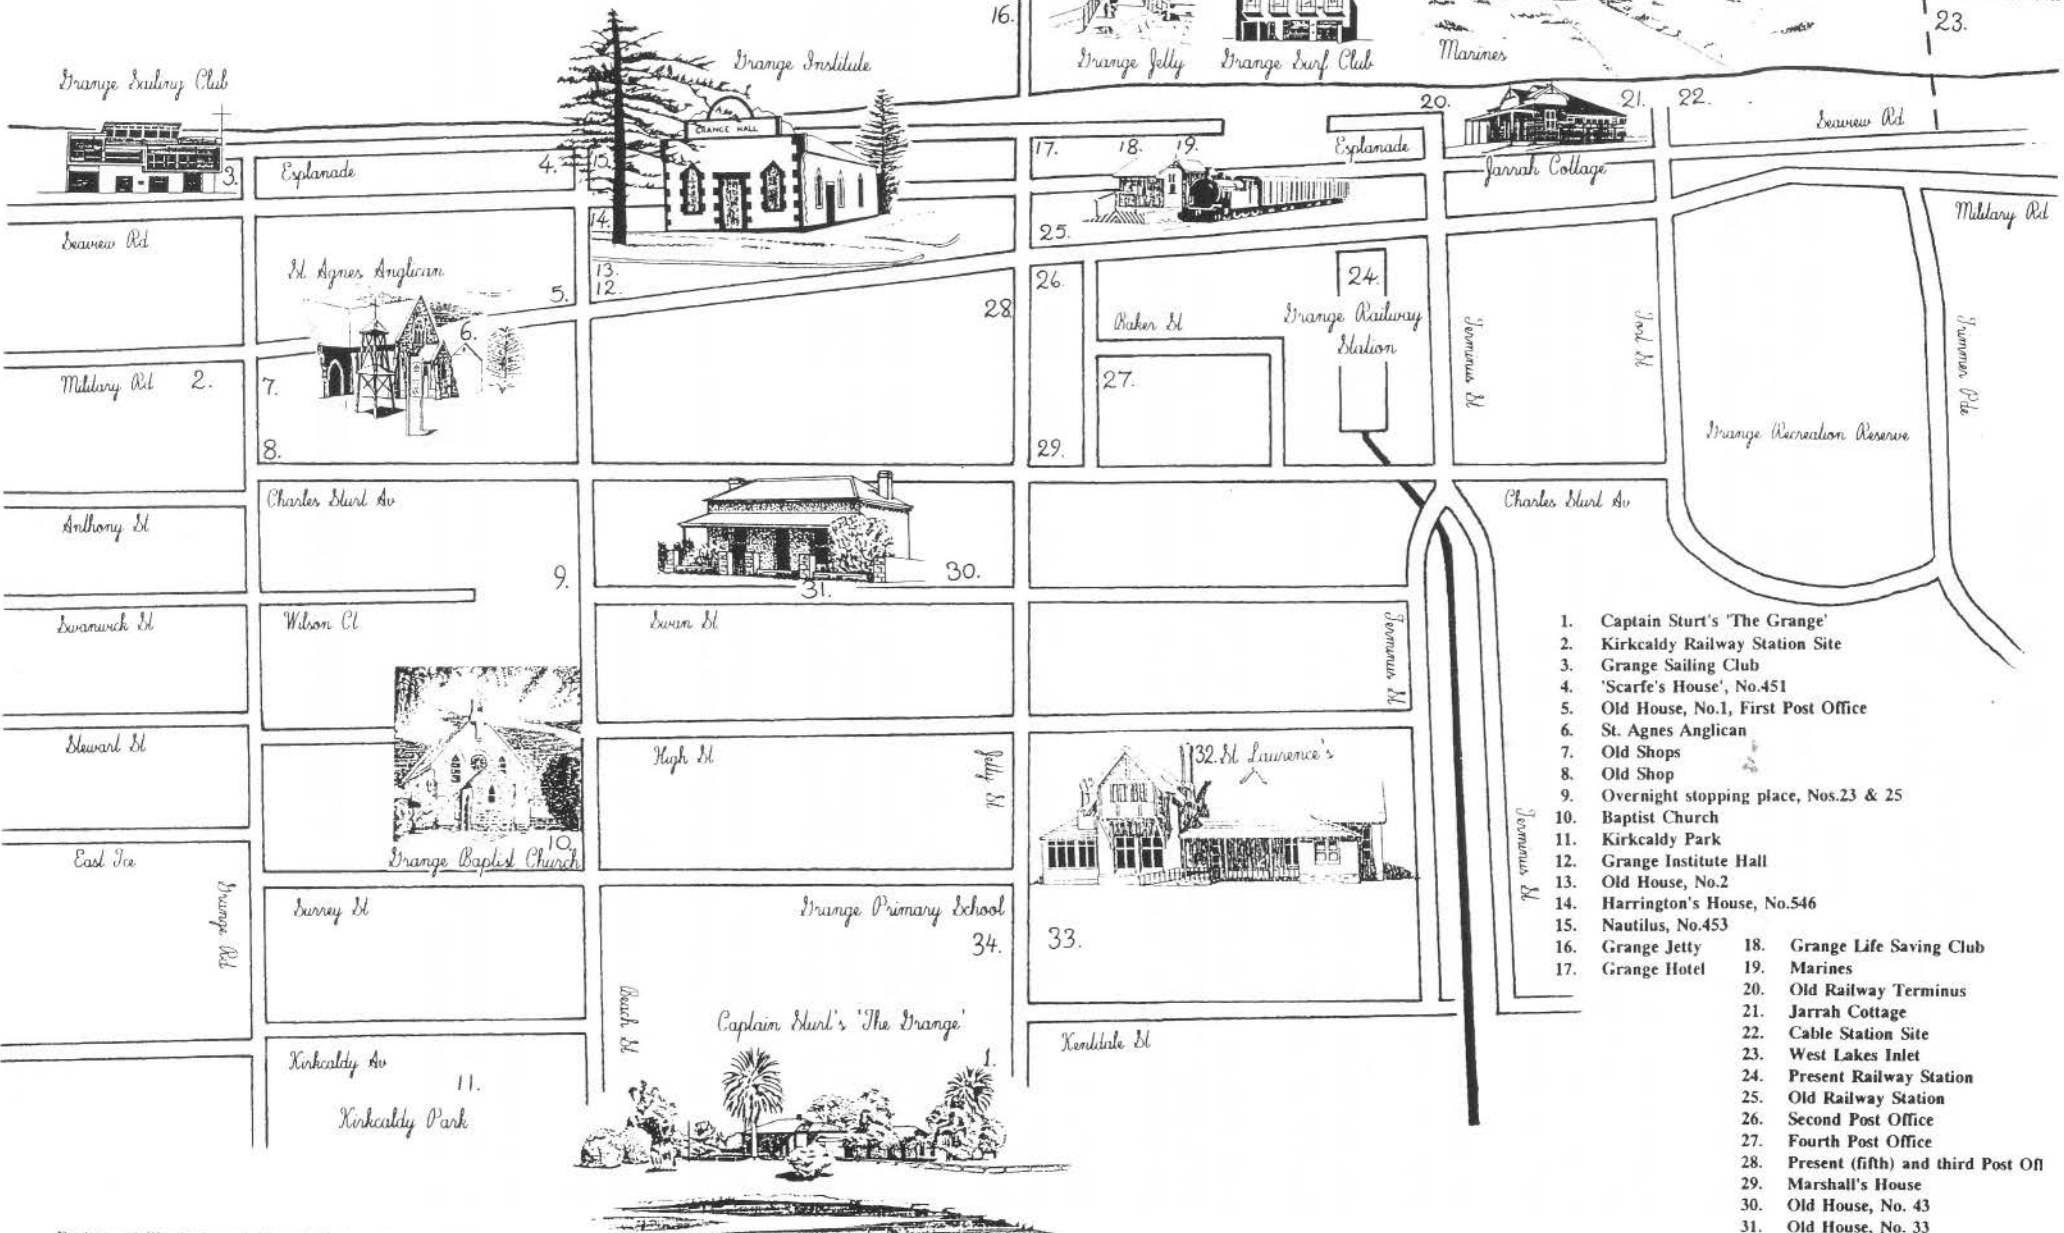 16.
23.
Grange Jetty
Grange Surf Club
Marines
Grange Institute
Grange Sailing Club
GRANGE HALL
20.
21.
22.
Seaview Rd
3.
Esplanade
4.
15.
17.
18.
19.
Esplanade
Jarrah Cottage
Seaview Rd
14.
25.
Military Rd
St. Agnes Anglican
5.
13.
12.
6.
28
26.
24.
Baker St
Grange Railway
Station
Terminus St
Ford St
Trimmer Pde
Military Rd
2.
7.
27.
8.
29.
Grange Recreation Reserve
Charles Sturt Av
Charles Sturt Av
Anthony St
9.
30.
31.
Swanwick St
Wilson Ct
Swan St
Terminus St
Stewart St
High St
Jetty St
32. St Laurence's
10.
Grange Baptist Church
East Tce
Grange Rd
Surrey St
Grange Primary School
34.
33.
Terminus St
Beach St
Captain Sturt's 'The Grange'
1.
Kentdale St
Kirkcaldy Av
11.
Kirkcaldy Park
1. Captain Sturt's 'The Grange'
2. Kirkcaldy Railway Station Site
3. Grange Sailing Club
4. 'Scarfe's House', No.451
5. Old House, No.1, First Post Office
6. St. Agnes Anglican
7. Old Shops
8. Old Shop
9. Overnight stopping place, Nos.23 & 25
10. Baptist Church
11. Kirkcaldy Park
12. Grange Institute Hall
13. Old House, No.2
14. Harrington's House, No.546
15. Nautilus, No.453
16. Grange Jetty
17. Grange Hotel
18. Grange Life Saving Club
19. Marines
20. Old Railway Terminus
21. Jarrah Cottage
22. Cable Station Site
23. West Lakes Inlet
24. Present Railway Station
25. Old Railway Station
26. Second Post Office
27. Fourth Post Office
28. Present (fifth) and third Post Off
29. Marshall's House
30. Old House, No. 43
31. Old House, No. 33